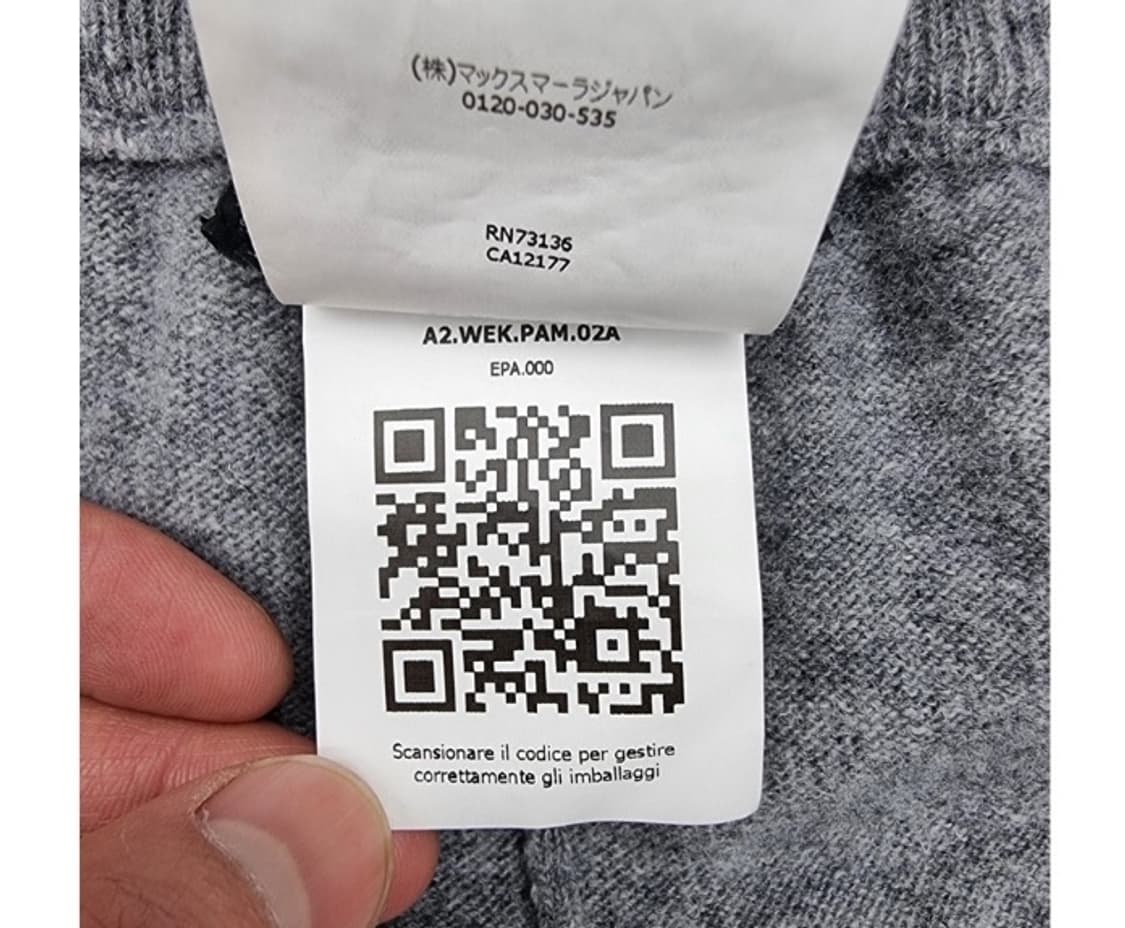 (株)マックスマーラジャパン
0120-030-535
RN73136
CA12177
A2.WEK.PAM.02A
EPA.000
Scansionare il codice per gestire
correttamente gli imballaggi